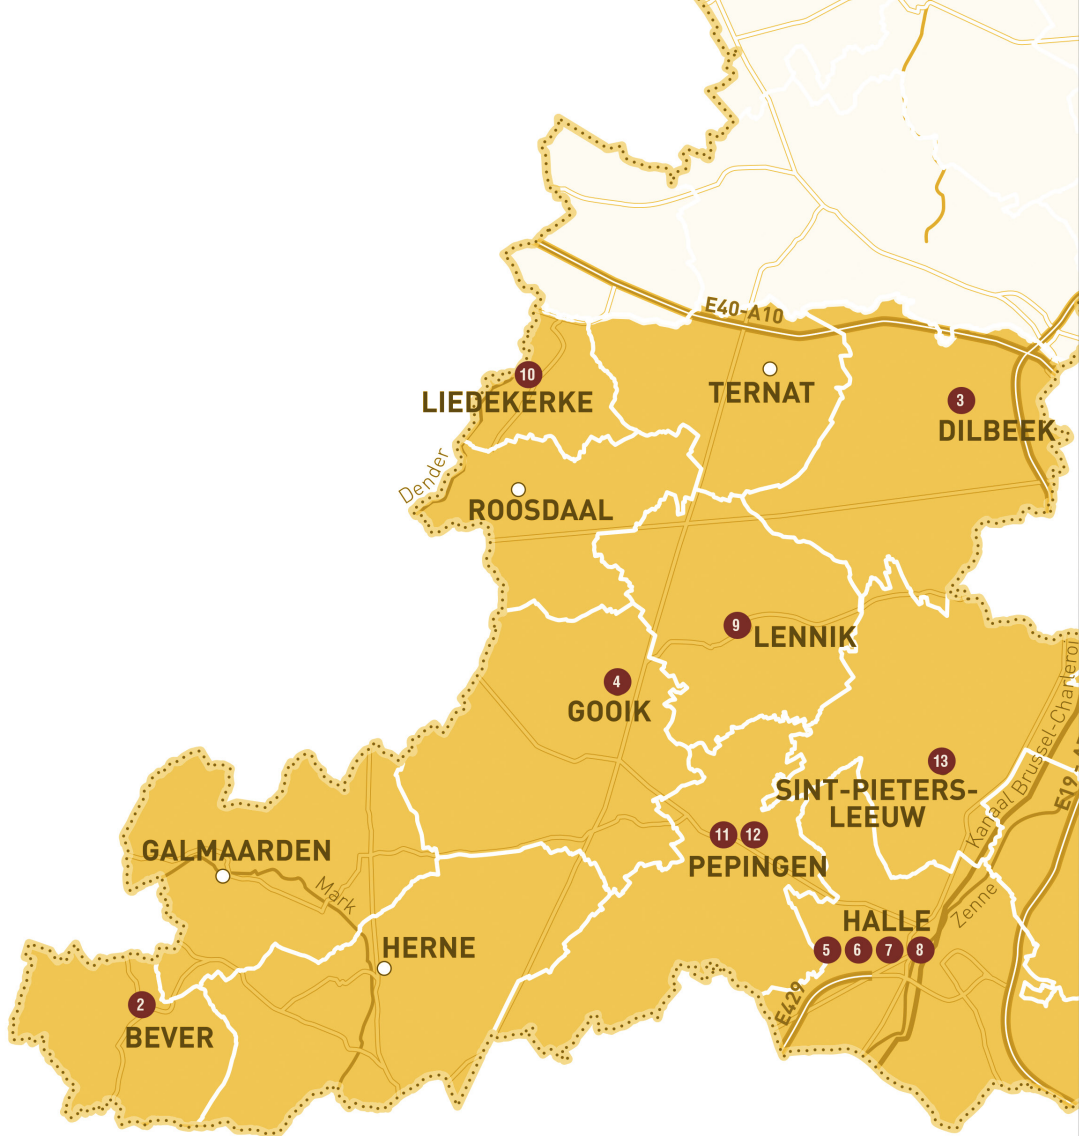 E40-A10
10
LIEDEKERKE
TERNAT
3
DILBEEK
Dender
ROOSDAAL
9
LENNIK
4
GOOIK
Kanaal Brussel-Charleroi
13
SINT-PIETERS-
LEEUW
E19
11
12
PEPINGEN
GALMAARDEN
Mark
Zenne
HALLE
5
6
7
8
HERNE
E429
2
BEVER